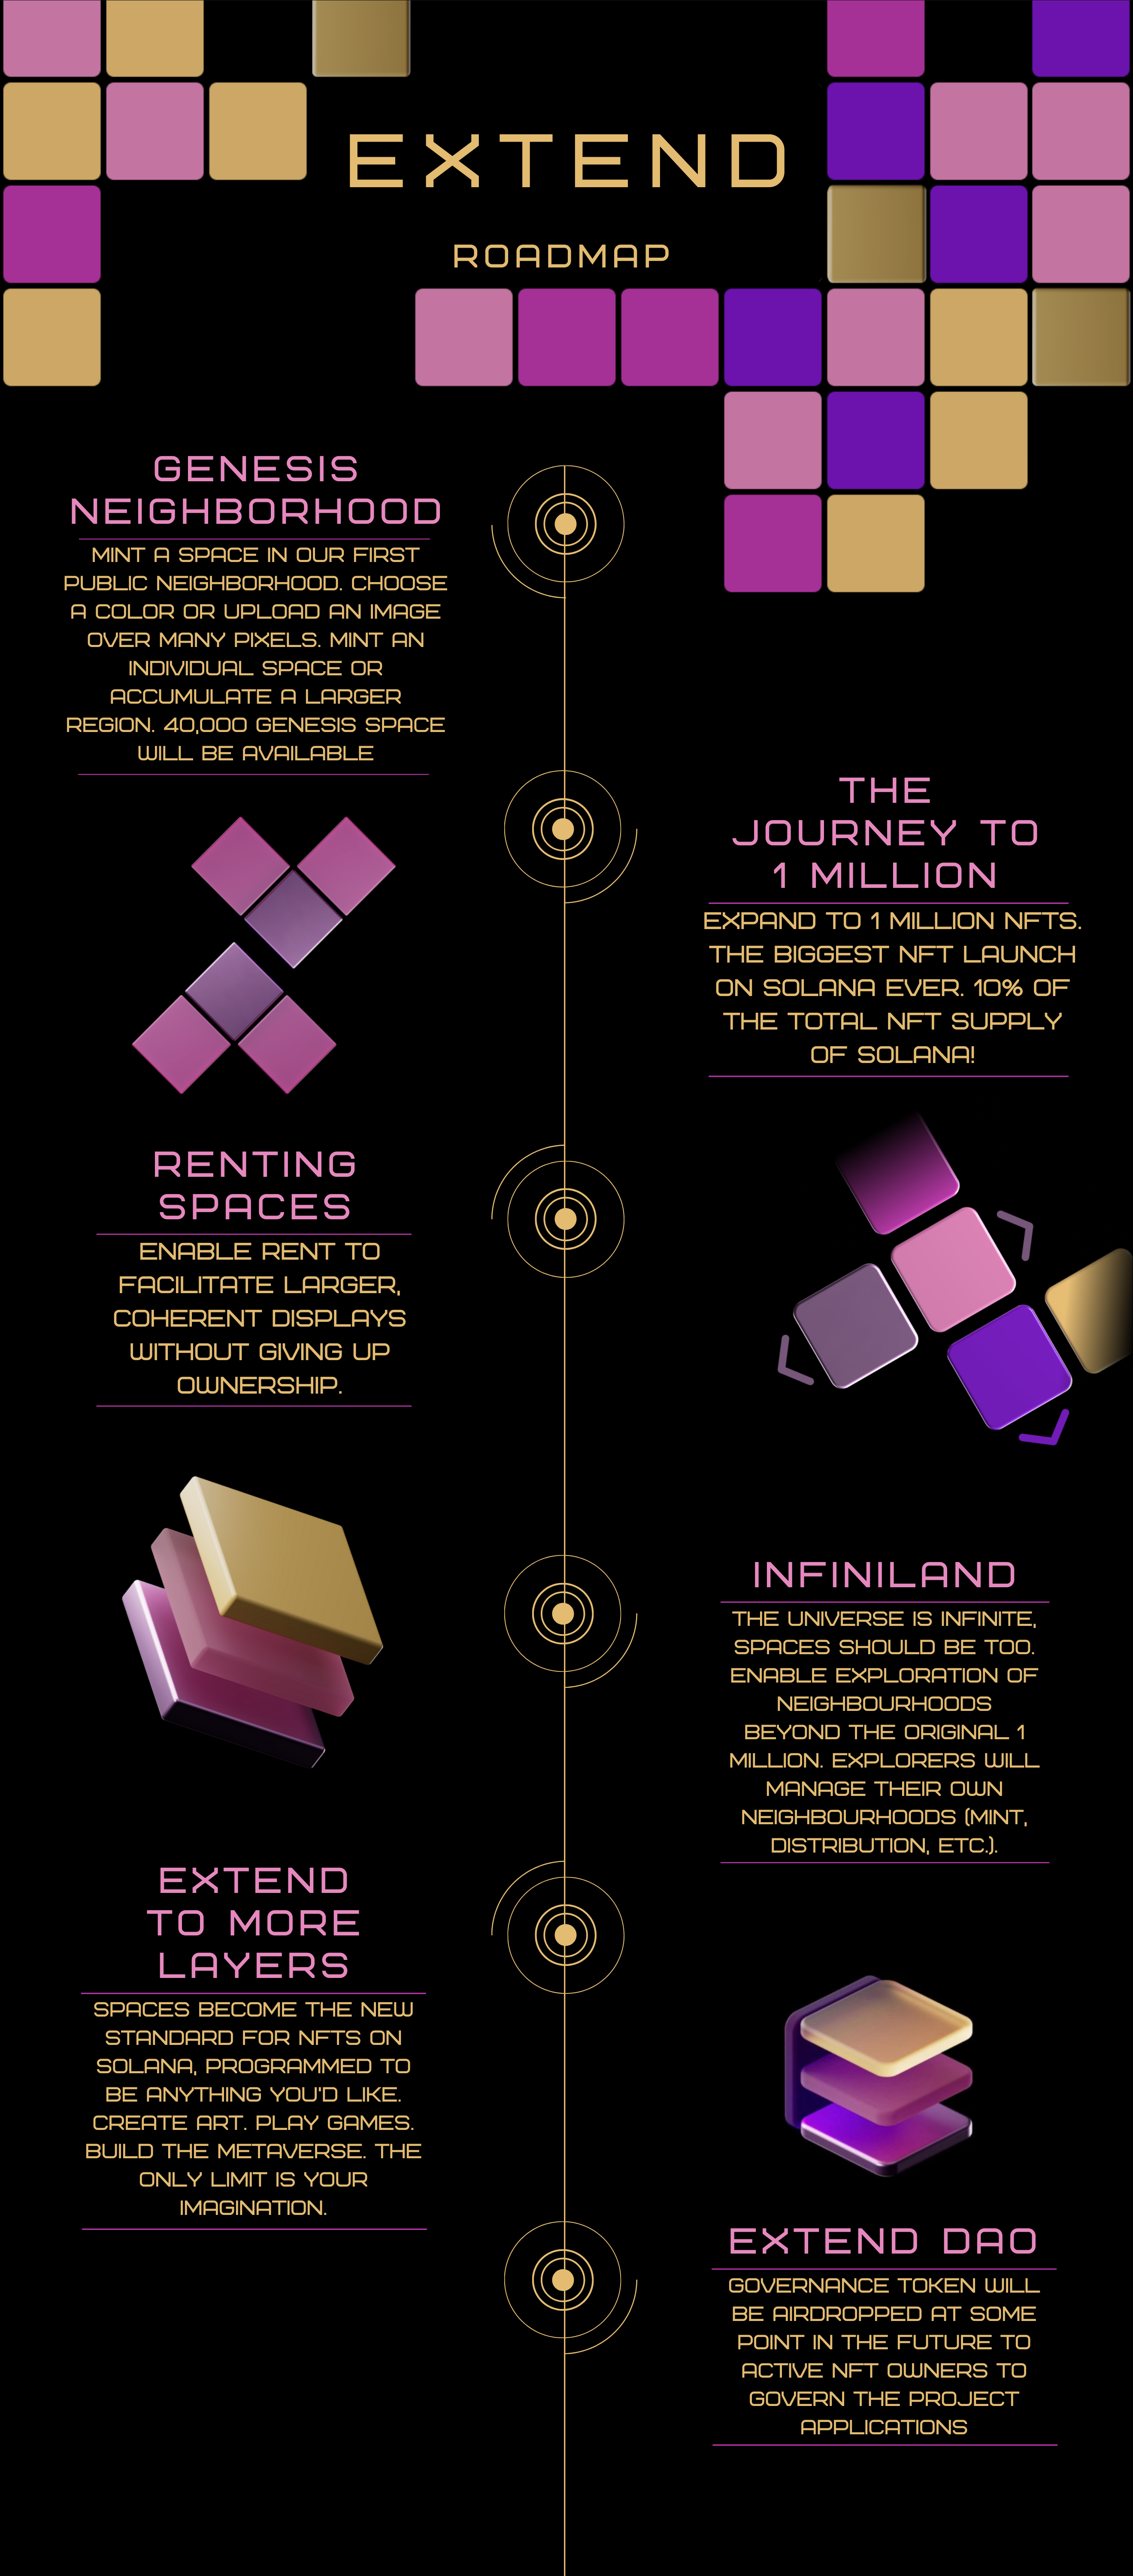 EXTEND
ROADMAP
GENESIS
NEIGHBORHOOD
MINT A SPACE IN OUR FIRST
PUBLIC NEIGHBORHOOD. CHOOSE
A COLOR OR UPLOAD AN IMAGE
OVER MANY PIXELS. MINT AN
INDIVIDUAL SPACE OR
ACCUMULATE A LARGER
REGION. 40,000 GENESIS SPACE
WILL BE AVAILABLE
THE
JOURNEY TO
1 MILLION
EXPAND TO 1 MILLION NFTS.
THE BIGGEST NFT LAUNCH
ON SOLANA EVER. 10% OF
THE TOTAL NFT SUPPLY
OF SOLANA!
RENTING
SPACES
ENABLE RENT TO
FACILITATE LARGER,
COHERENT DISPLAYS
WITHOUT GIVING UP
OWNERSHIP.
INFINILAND
THE UNIVERSE IS INFINITE,
SPACES SHOULD BE TOO.
ENABLE EXPLORATION OF
NEIGHBOURHOODS
BEYOND THE ORIGINAL 1
MILLION. EXPLORERS WILL
MANAGE THEIR OWN
NEIGHBOURHOODS (MINT,
DISTRIBUTION, ETC.).
EXTEND
TO MORE
LAYERS
SPACES BECOME THE NEW
STANDARD FOR NFTS ON
SOLANA, PROGRAMMED TO
BE ANYTHING YOU'D LIKE.
CREATE ART. PLAY GAMES.
BUILD THE METAVERSE. THE
ONLY LIMIT IS YOUR
IMAGINATION.
EXTEND DAO
GOVERNANCE TOKEN WILL
BE AIRDROPPED AT SOME
POINT IN THE FUTURE TO
ACTIVE NFT OWNERS TO
GOVERN THE PROJECT
APPLICATIONS